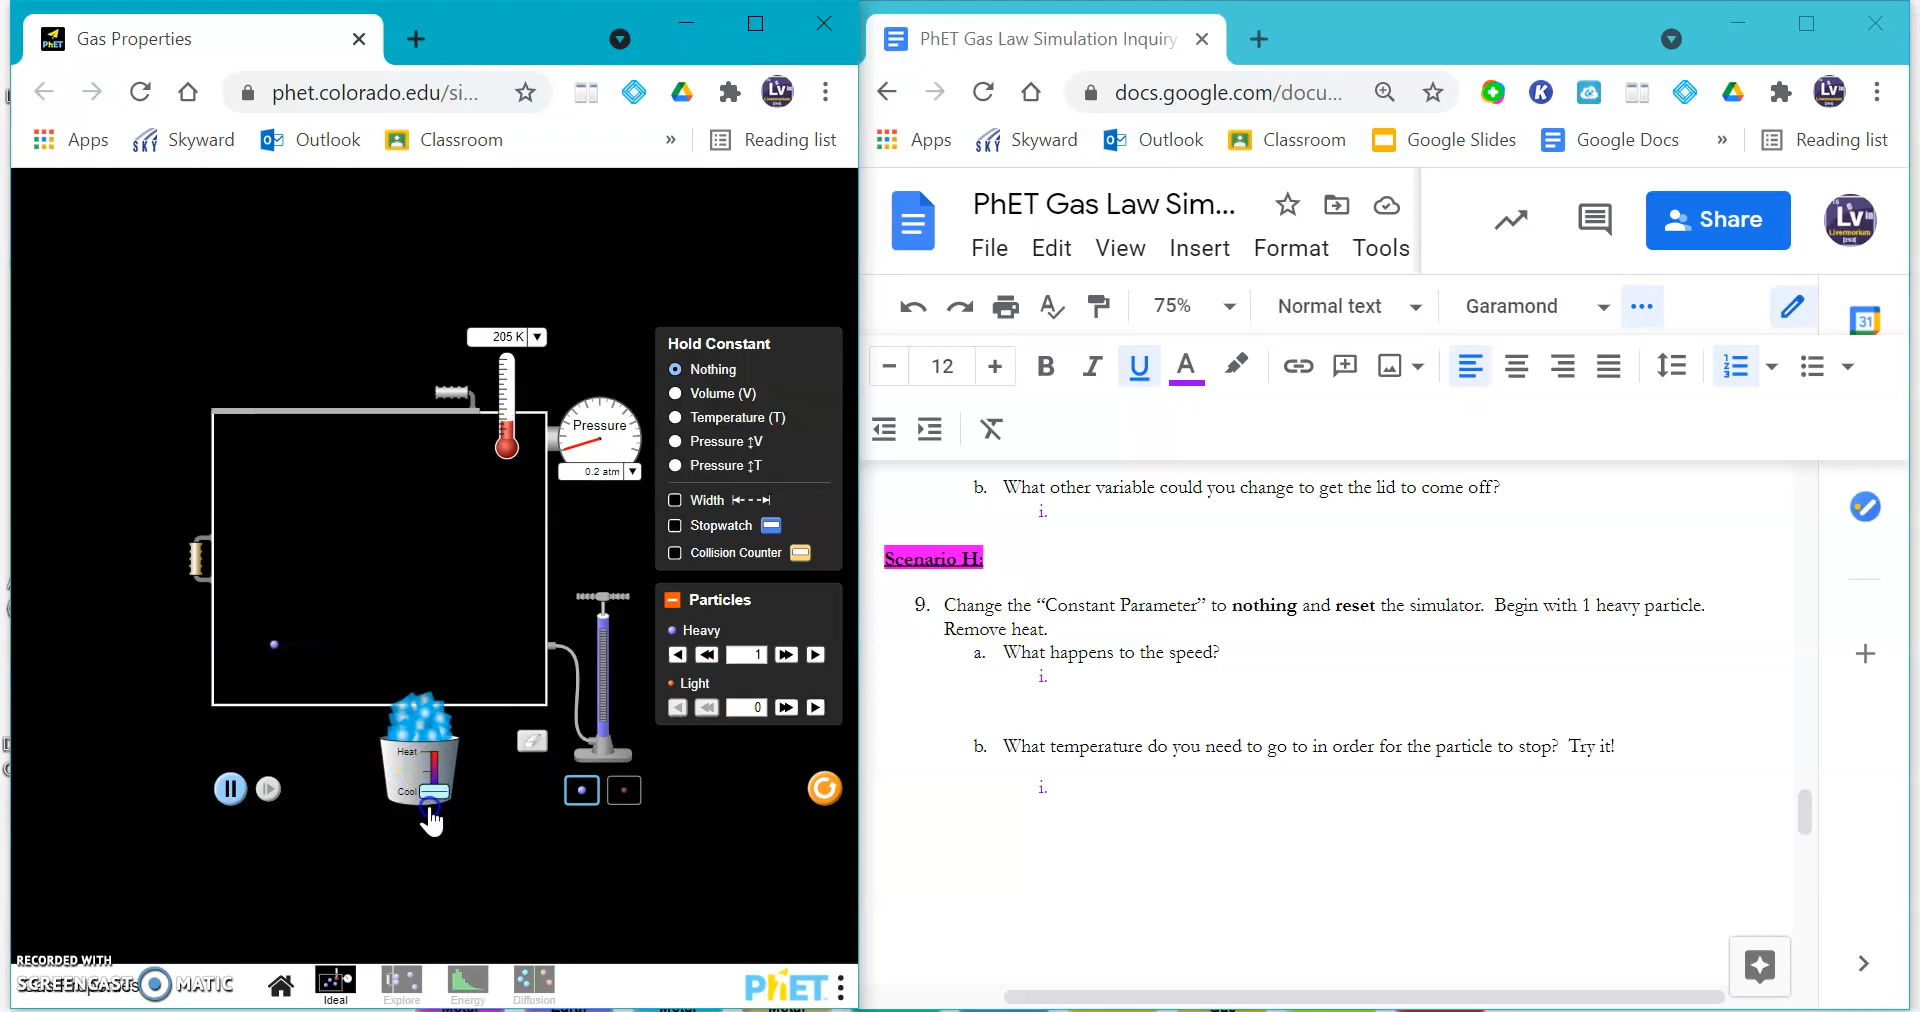 Gas Properties
phet.colorado.edu/si...
Apps Skyward Outlook Classroom » Reading list
205 K
Pressure
0.2 atm
Hold Constant
Nothing
Volume (V)
Temperature (T)
Pressure ↕V
Pressure ↕T
Width
Stopwatch
Collision Counter
Particles
Heavy
1
Light
0
Heat
Cool
RECORDED WITH
SCREENCAST MATIC
Ideal Explore Energy Diffusion
PhET
PhET Gas Law Simulation Inquiry
docs.google.com/docu...
Apps Skyward Outlook Classroom Google Slides Google Docs » Reading list
PhET Gas Law Sim...
Share
File Edit View Insert Format Tools
75% Normal text Garamond
12 B I U A
31
b. What other variable could you change to get the lid to come off?
i.
Scenario H:
9. Change the “Constant Parameter” to nothing and reset the simulator. Begin with 1 heavy particle.
Remove heat.
a. What happens to the speed?
i.
b. What temperature do you need to go to in order for the particle to stop? Try it!
i.